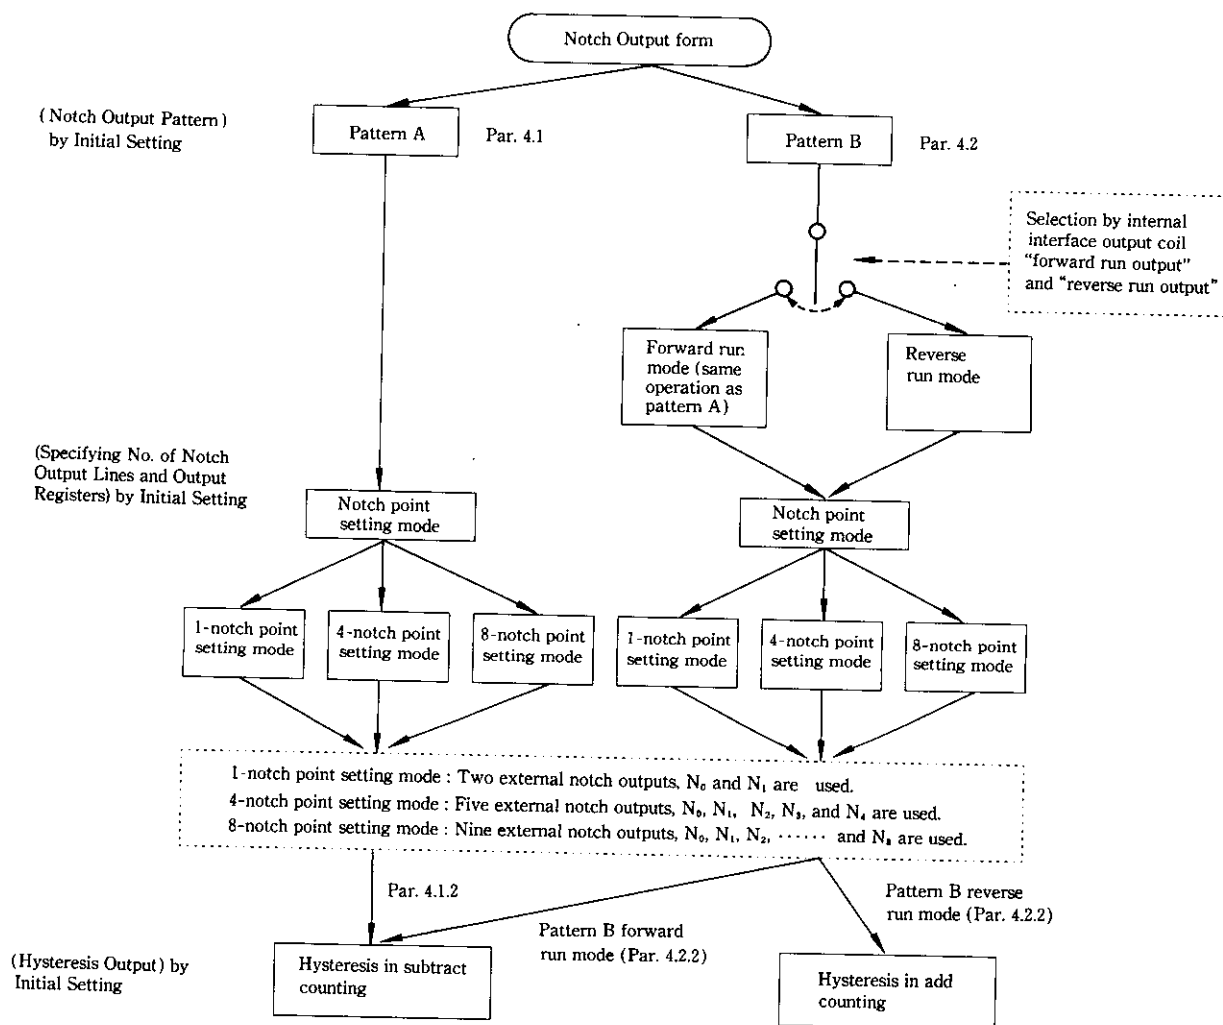 Notch Output form
(Notch Output Pattern)
by Initial Setting
Pattern A
Par. 4.1
Pattern B
Par. 4.2
Selection by internal
interface output coil
"forward run output"
and "reverse run output"
Forward run
mode (same
operation as
pattern A)
Reverse
run mode
(Specifying No. of Notch
Output Lines and Output
Registers) by Initial Setting
Notch point
setting mode
Notch point
setting mode
1-notch point
setting mode
4-notch point
setting mode
8-notch point
setting mode
1-notch point
setting mode
4-notch point
setting mode
8-notch point
setting mode
1-notch point setting mode : Two external notch outputs, N₀ and N₁ are used.
4-notch point setting mode : Five external notch outputs, N₀, N₁, N₂, N₃, and N₄ are used.
8-notch point setting mode : Nine external notch outputs, N₀, N₁, N₂, ······ and N₈ are used.
Par. 4.1.2
Pattern B forward
run mode (Par. 4.2.2)
Pattern B reverse
run mode (Par. 4.2.2)
(Hysteresis Output) by
Initial Setting
Hysteresis in subtract
counting
Hysteresis in add
counting